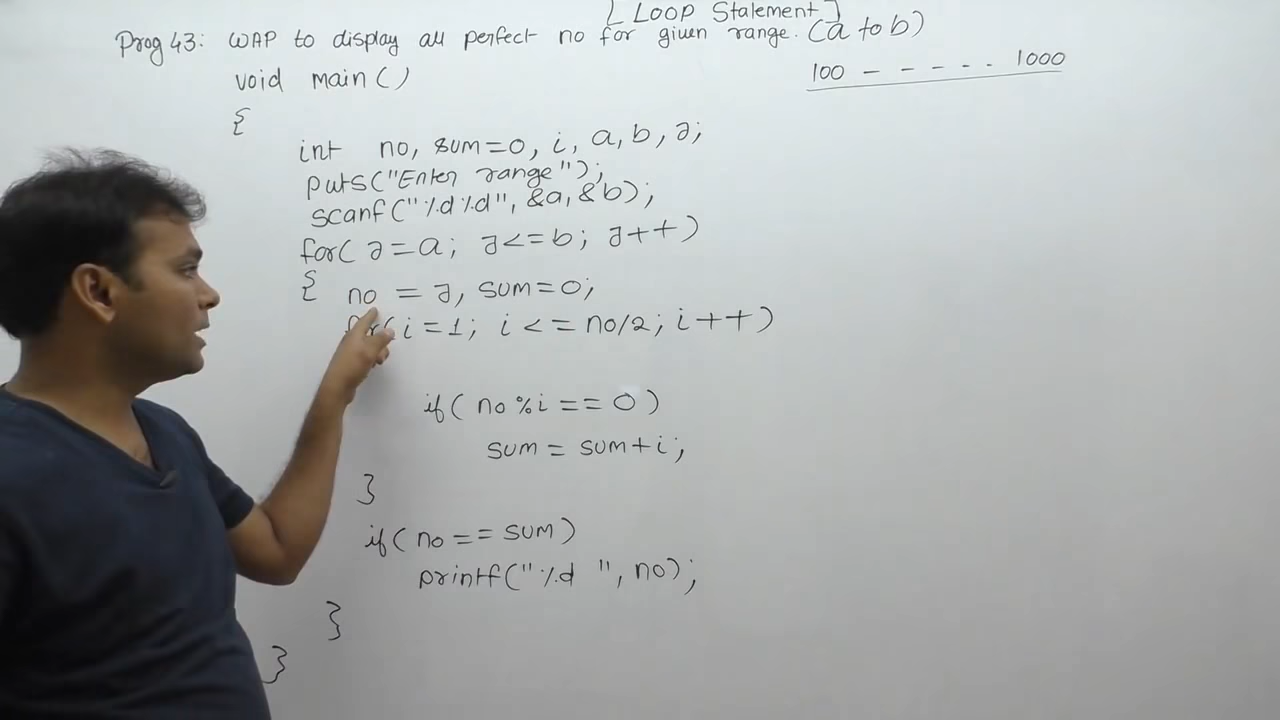 [ LOOP Statement ]
Prog 43: WAP to display all perfect no for given range. (a to b)
100 - - - - - 1000
void main()
{
int no, sum=0, i, a, b, j;
puts("Enter range");
scanf("%d%d", &a, &b);
for( j=a; j<=b; j++)
{ no = j, sum=0;
for(i=1; i<=no/2; i++)
if( no%i==0)
sum = sum+i;
}
if( no==sum)
printf("%d ", no);
}
}